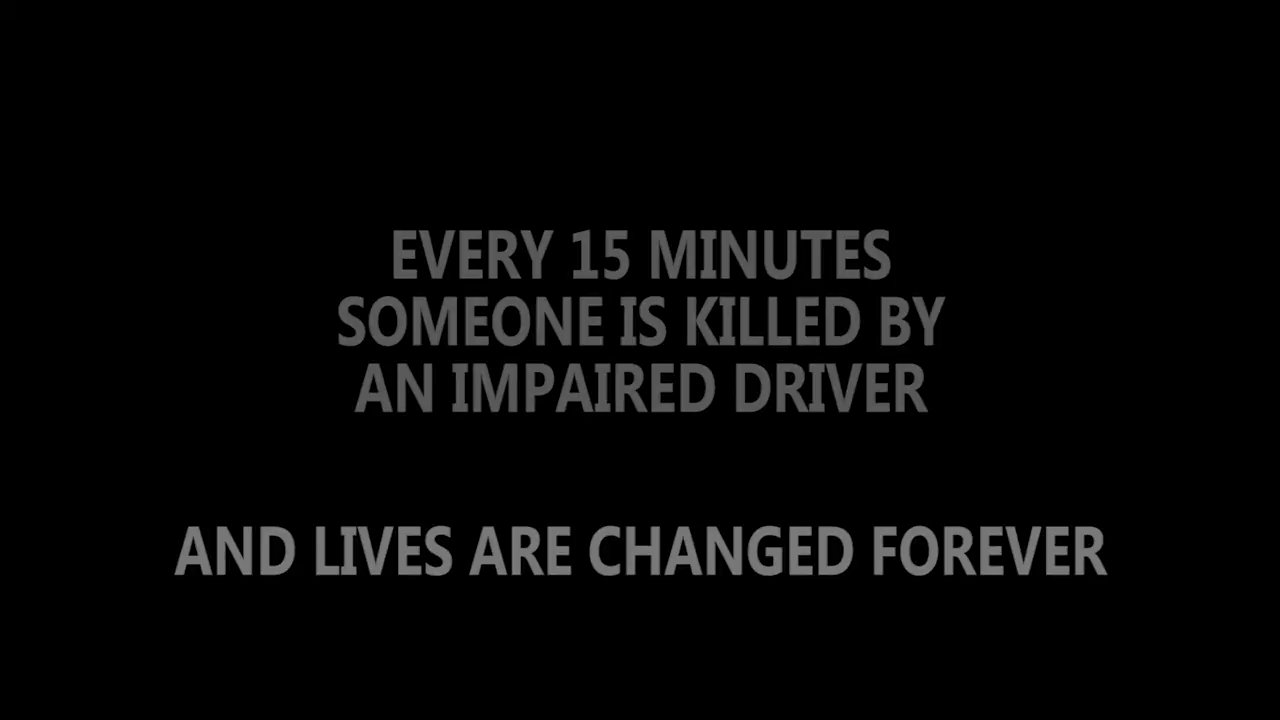 EVERY 15 MINUTES
SOMEONE IS KILLED BY
AN IMPAIRED DRIVER
AND LIVES ARE CHANGED FOREVER